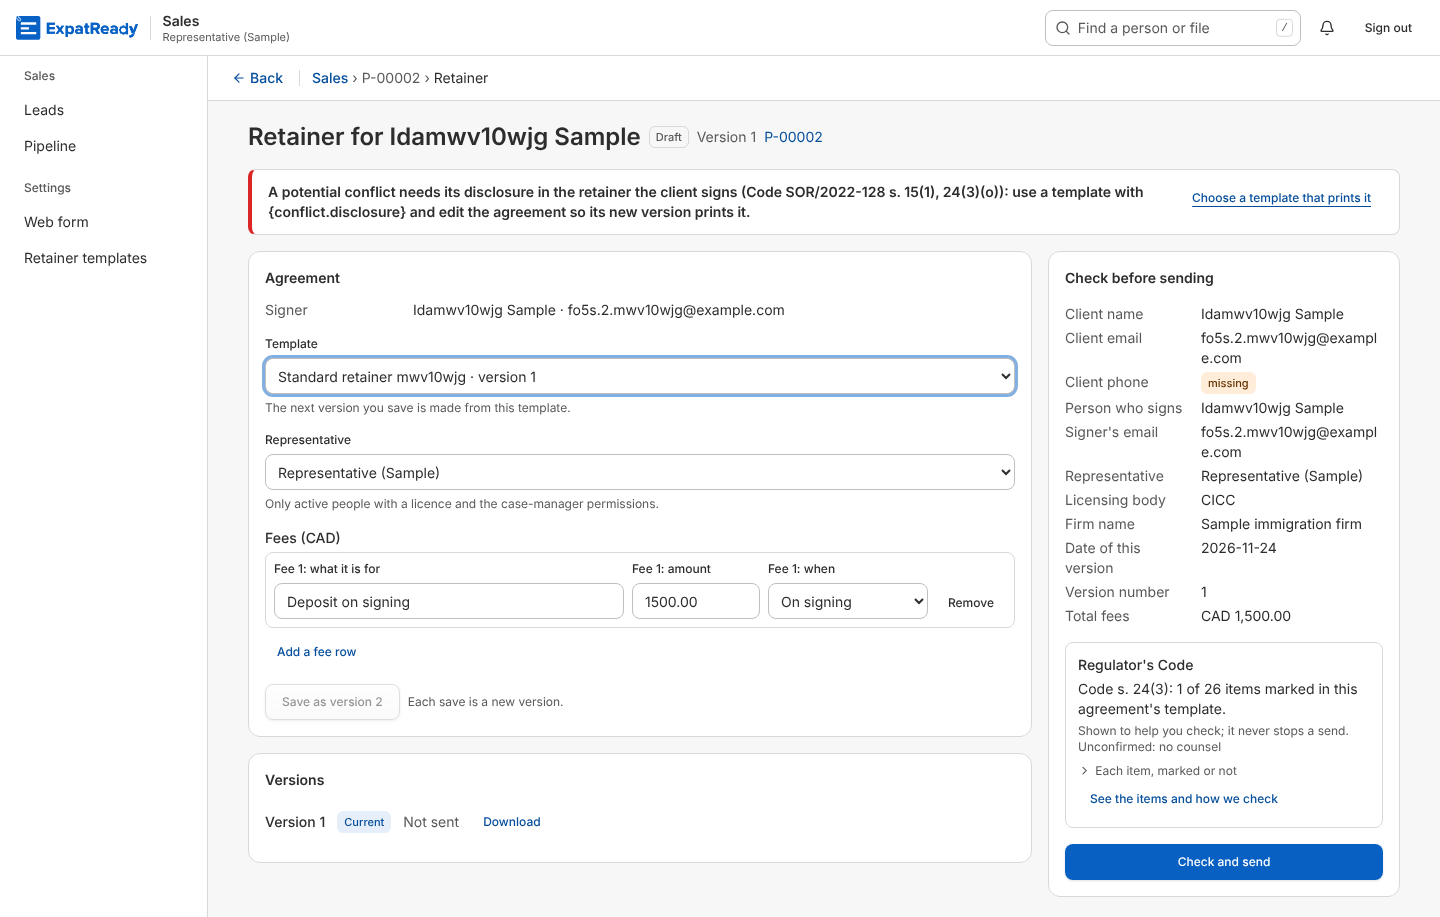 ExpatReady
Sales
Representative (Sample)
Find a person or file
/
Sign out
Sales
Leads
Pipeline
Settings
Web form
Retainer templates
← Back
Sales › P-00002 › Retainer
Retainer for Idamwv10wjg Sample Draft Version 1 P-00002
A potential conflict needs its disclosure in the retainer the client signs (Code SOR/2022-128 s. 15(1), 24(3)(o)): use a template with
{conflict.disclosure} and edit the agreement so its new version prints it.
Choose a template that prints it
Agreement
Signer Idamwv10wjg Sample · fo5s.2.mwv10wjg@example.com
Template
Standard retainer mwv10wjg · version 1
The next version you save is made from this template.
Representative
Representative (Sample)
Only active people with a licence and the case-manager permissions.
Fees (CAD)
Fee 1: what it is for Fee 1: amount Fee 1: when
Deposit on signing 1500.00 On signing Remove
Add a fee row
Save as version 2 Each save is a new version.
Versions
Version 1 Current Not sent Download
Check before sending
Client name Idamwv10wjg Sample
Client email fo5s.2.mwv10wjg@exampl
e.com
Client phone missing
Person who signs Idamwv10wjg Sample
Signer's email fo5s.2.mwv10wjg@exampl
e.com
Representative Representative (Sample)
Licensing body CICC
Firm name Sample immigration firm
Date of this 2026-11-24
version
Version number 1
Total fees CAD 1,500.00
Regulator's Code
Code s. 24(3): 1 of 26 items marked in this
agreement's template.
Shown to help you check; it never stops a send.
Unconfirmed: no counsel
Each item, marked or not
See the items and how we check
Check and send